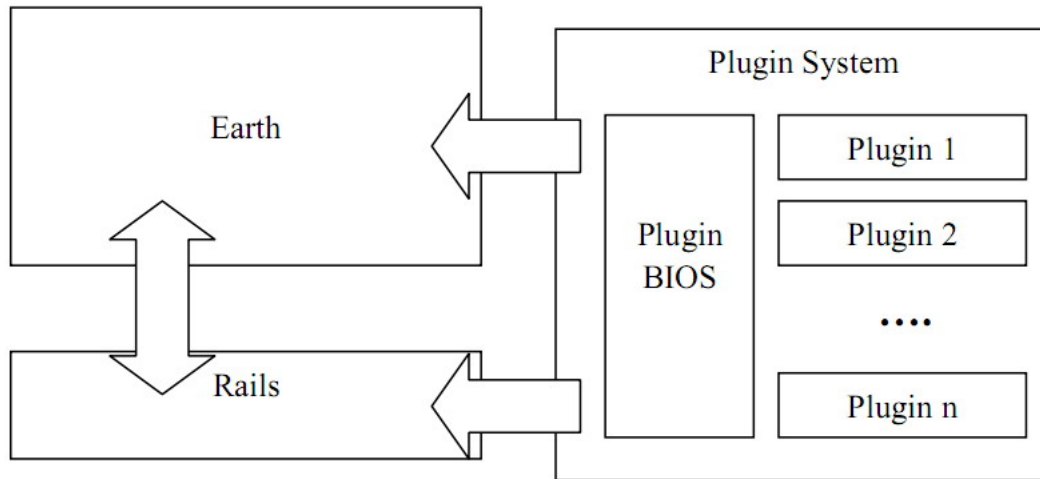 Earth
Rails
Plugin System
Plugin
BIOS
Plugin 1
Plugin 2
....
Plugin n